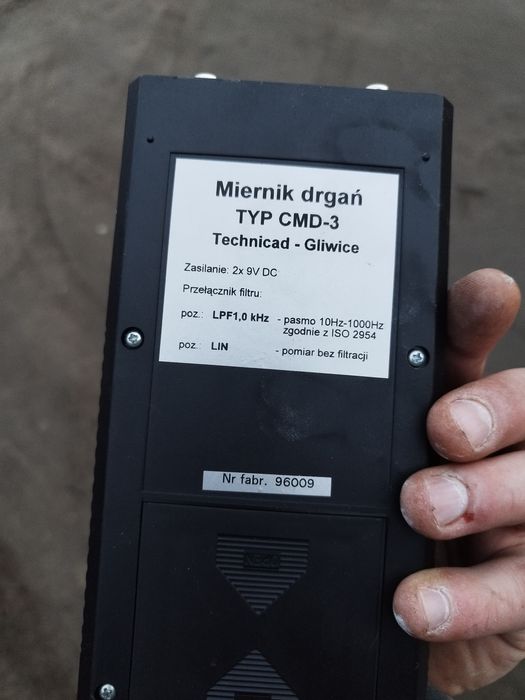 Miernik drgań
TYP CMD-3
Technicad - Gliwice
Zasilanie: 2x 9V DC
Przełącznik filtru:
poz.: LPF1,0 kHz - pasmo 10Hz-1000Hz
zgodnie z ISO 2954
poz.: LIN - pomiar bez filtracji
Nr fabr. 96009
OPEN